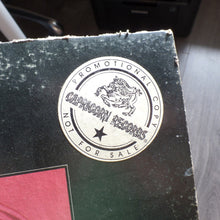 PROMOTIONAL COPY
CAPRICORN RECORDS
NOT FOR SALE